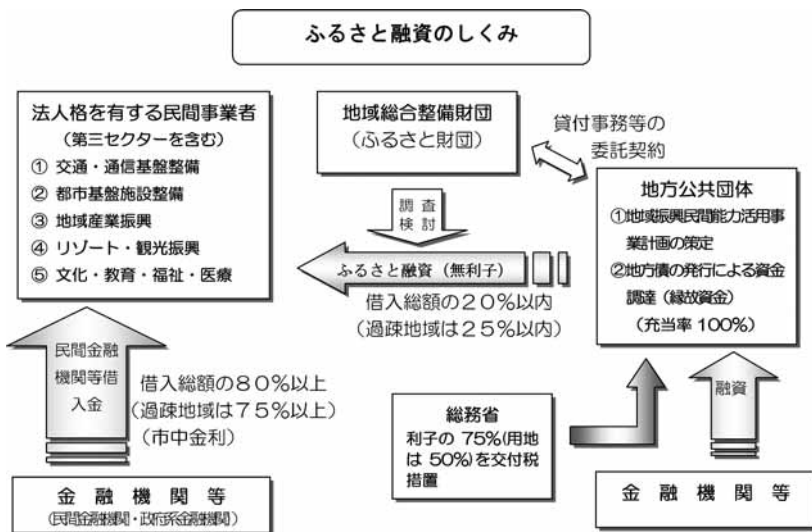 ふるさと融資のしくみ
法人格を有する民間事業者
（第三セクターを含む）
① 交通・通信基盤整備
② 都市基盤施設整備
③ 地域産業振興
④ リゾート・観光振興
⑤ 文化・教育・福祉・医療
地域総合整備財団
（ふるさと財団）
貸付事務等の
委託契約
調査
検討
地方公共団体
①地域振興民間能力活用事
業計画の策定
②地方債の発行による資金
調達（縁故資金）
（充当率 100%）
ふるさと融資（無利子）
借入総額の２０％以内
（過疎地域は２５％以内）
民間金融
機関等借
入金
借入総額の８０％以上
（過疎地域は７５％以上）
（市中金利）
総務省
利子の 75%(用地
は 50%)を交付税
措置
融資
金融機関等
（民間金融機関・政府系金融機関）
金融機関等